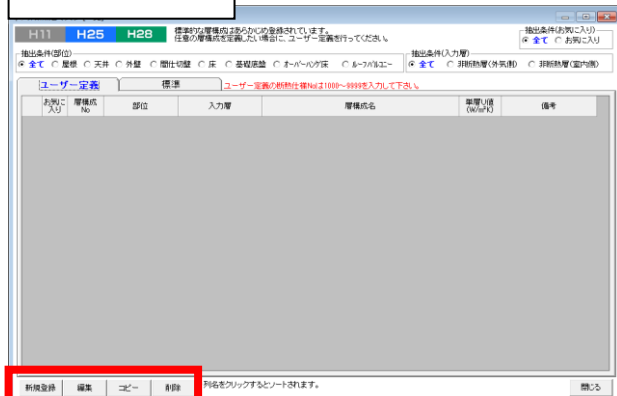 H11 H25 H28 標準的な層構成はあらかじめ登録されています。
任意の層構成を定義したい場合に、ユーザー定義を行ってください。
抽出条件(お気に入り)
全て お気に入り
抽出条件(部位)
全て 屋根 天井 外壁 間仕切壁 床 基礎底盤 オーバーハング床 ルーフバルコニー
抽出条件(入力層)
全て 非断熱層(外気側) 非断熱層(室内側)
ユーザー定義 標準 ユーザー定義の断熱仕様Noは1000~9999を入力して下さい。
お気に入り 層構成No 部位 入力層 層構成名 単層U値(W/m²K) 備考
新規登録 編集 コピー 削除 列名をクリックするとソートされます。 閉じる